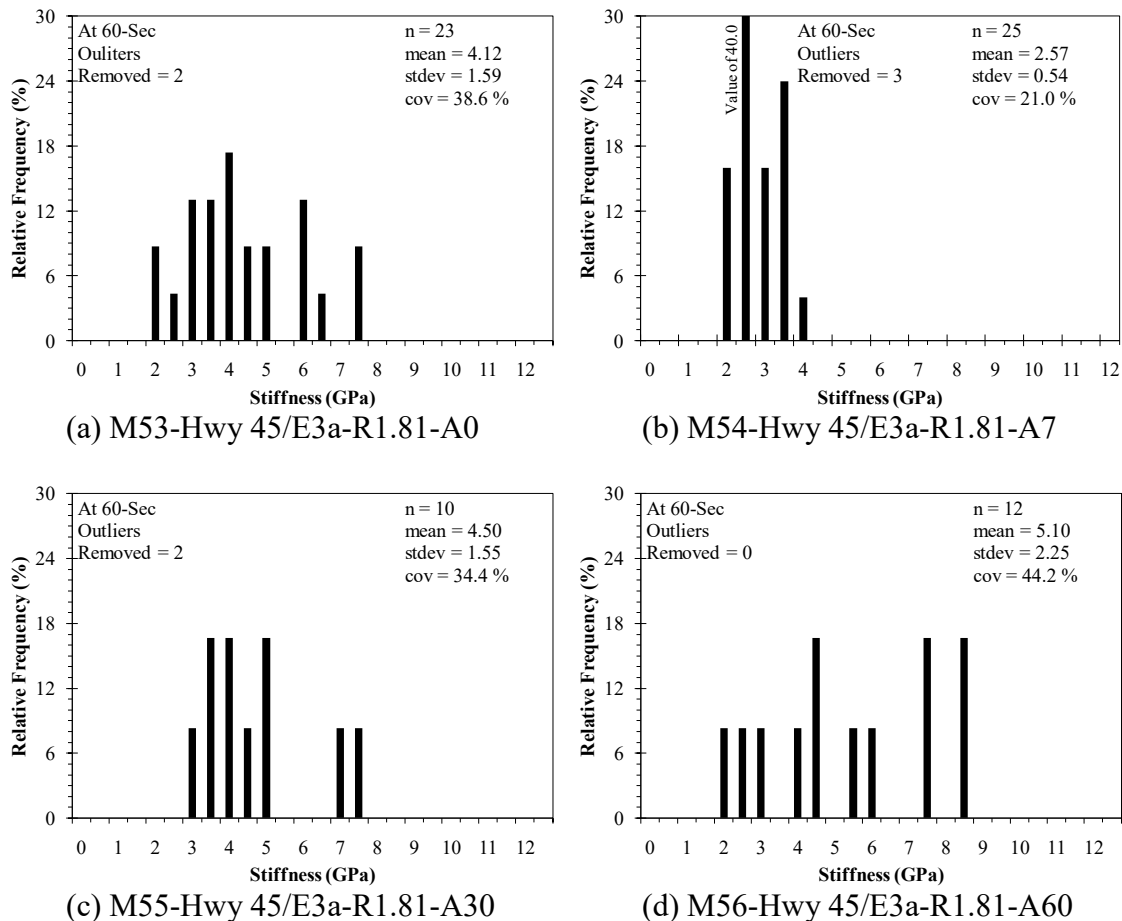 30
24
18
12
6
0
Relative Frequency (%)
At 60-Sec
Ouliters
Removed = 2
n = 23
mean = 4.12
stdev = 1.59
cov = 38.6 %
0 1 2 3 4 5 6 7 8 9 10 11 12
Stiffness (GPa)
(a) M53-Hwy 45/E3a-R1.81-A0
30
24
18
12
6
0
Relative Frequency (%)
Value of 40.0
At 60-Sec
Outliers
Removed = 3
n = 25
mean = 2.57
stdev = 0.54
cov = 21.0 %
0 1 2 3 4 5 6 7 8 9 10 11 12
Stiffness (GPa)
(b) M54-Hwy 45/E3a-R1.81-A7
30
24
18
12
6
0
Relative Frequency (%)
At 60-Sec
Outliers
Removed = 2
n = 10
mean = 4.50
stdev = 1.55
cov = 34.4 %
0 1 2 3 4 5 6 7 8 9 10 11 12
Stiffness (GPa)
(c) M55-Hwy 45/E3a-R1.81-A30
30
24
18
12
6
0
Relative Frequency (%)
At 60-Sec
Outliers
Removed = 0
n = 12
mean = 5.10
stdev = 2.25
cov = 44.2 %
0 1 2 3 4 5 6 7 8 9 10 11 12
Stiffness (GPa)
(d) M56-Hwy 45/E3a-R1.81-A60